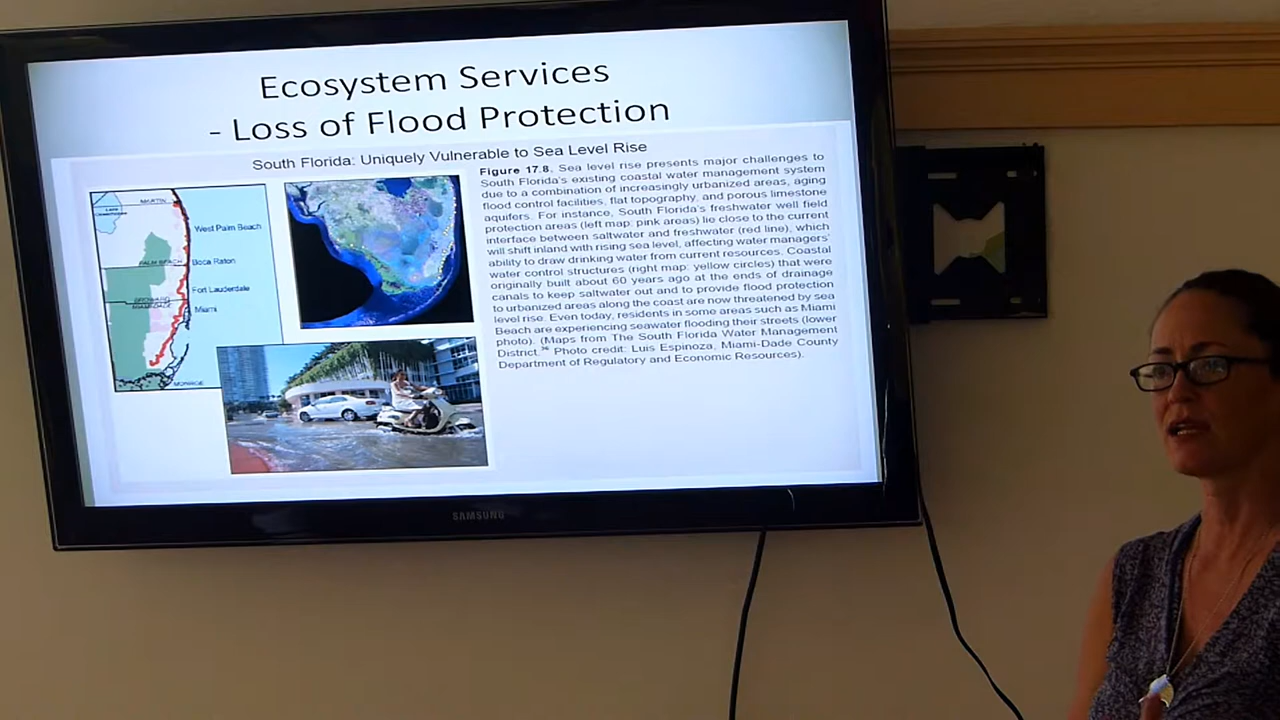 Ecosystem Services
- Loss of Flood Protection
South Florida: Uniquely Vulnerable to Sea Level Rise
Figure 17.8. Sea level rise presents major challenges to
South Florida's existing coastal water management system
due to a combination of increasingly urbanized areas, aging
flood control facilities, flat topography, and porous limestone
aquifers. For instance, South Florida's freshwater well field
protection areas (left map: pink areas) lie close to the current
interface between saltwater and freshwater (red line), which
will shift inland with rising sea level, affecting water managers'
ability to draw drinking water from current resources. Coastal
water control structures (right map: yellow circles) that were
originally built about 60 years ago at the ends of drainage
canals to keep saltwater out and to provide flood protection
to urbanized areas along the coast are now threatened by sea
level rise. Even today, residents in some areas such as Miami
Beach are experiencing seawater flooding their streets (lower
photo). (Maps from The South Florida Water Management
District. Photo credit: Luis Espinoza, Miami-Dade County
Department of Regulatory and Economic Resources).
MARTIN
West Palm Beach
PALM BEACH
Boca Raton
Fort Lauderdale
BROWARD
Miami
MONROE
SAMSUNG